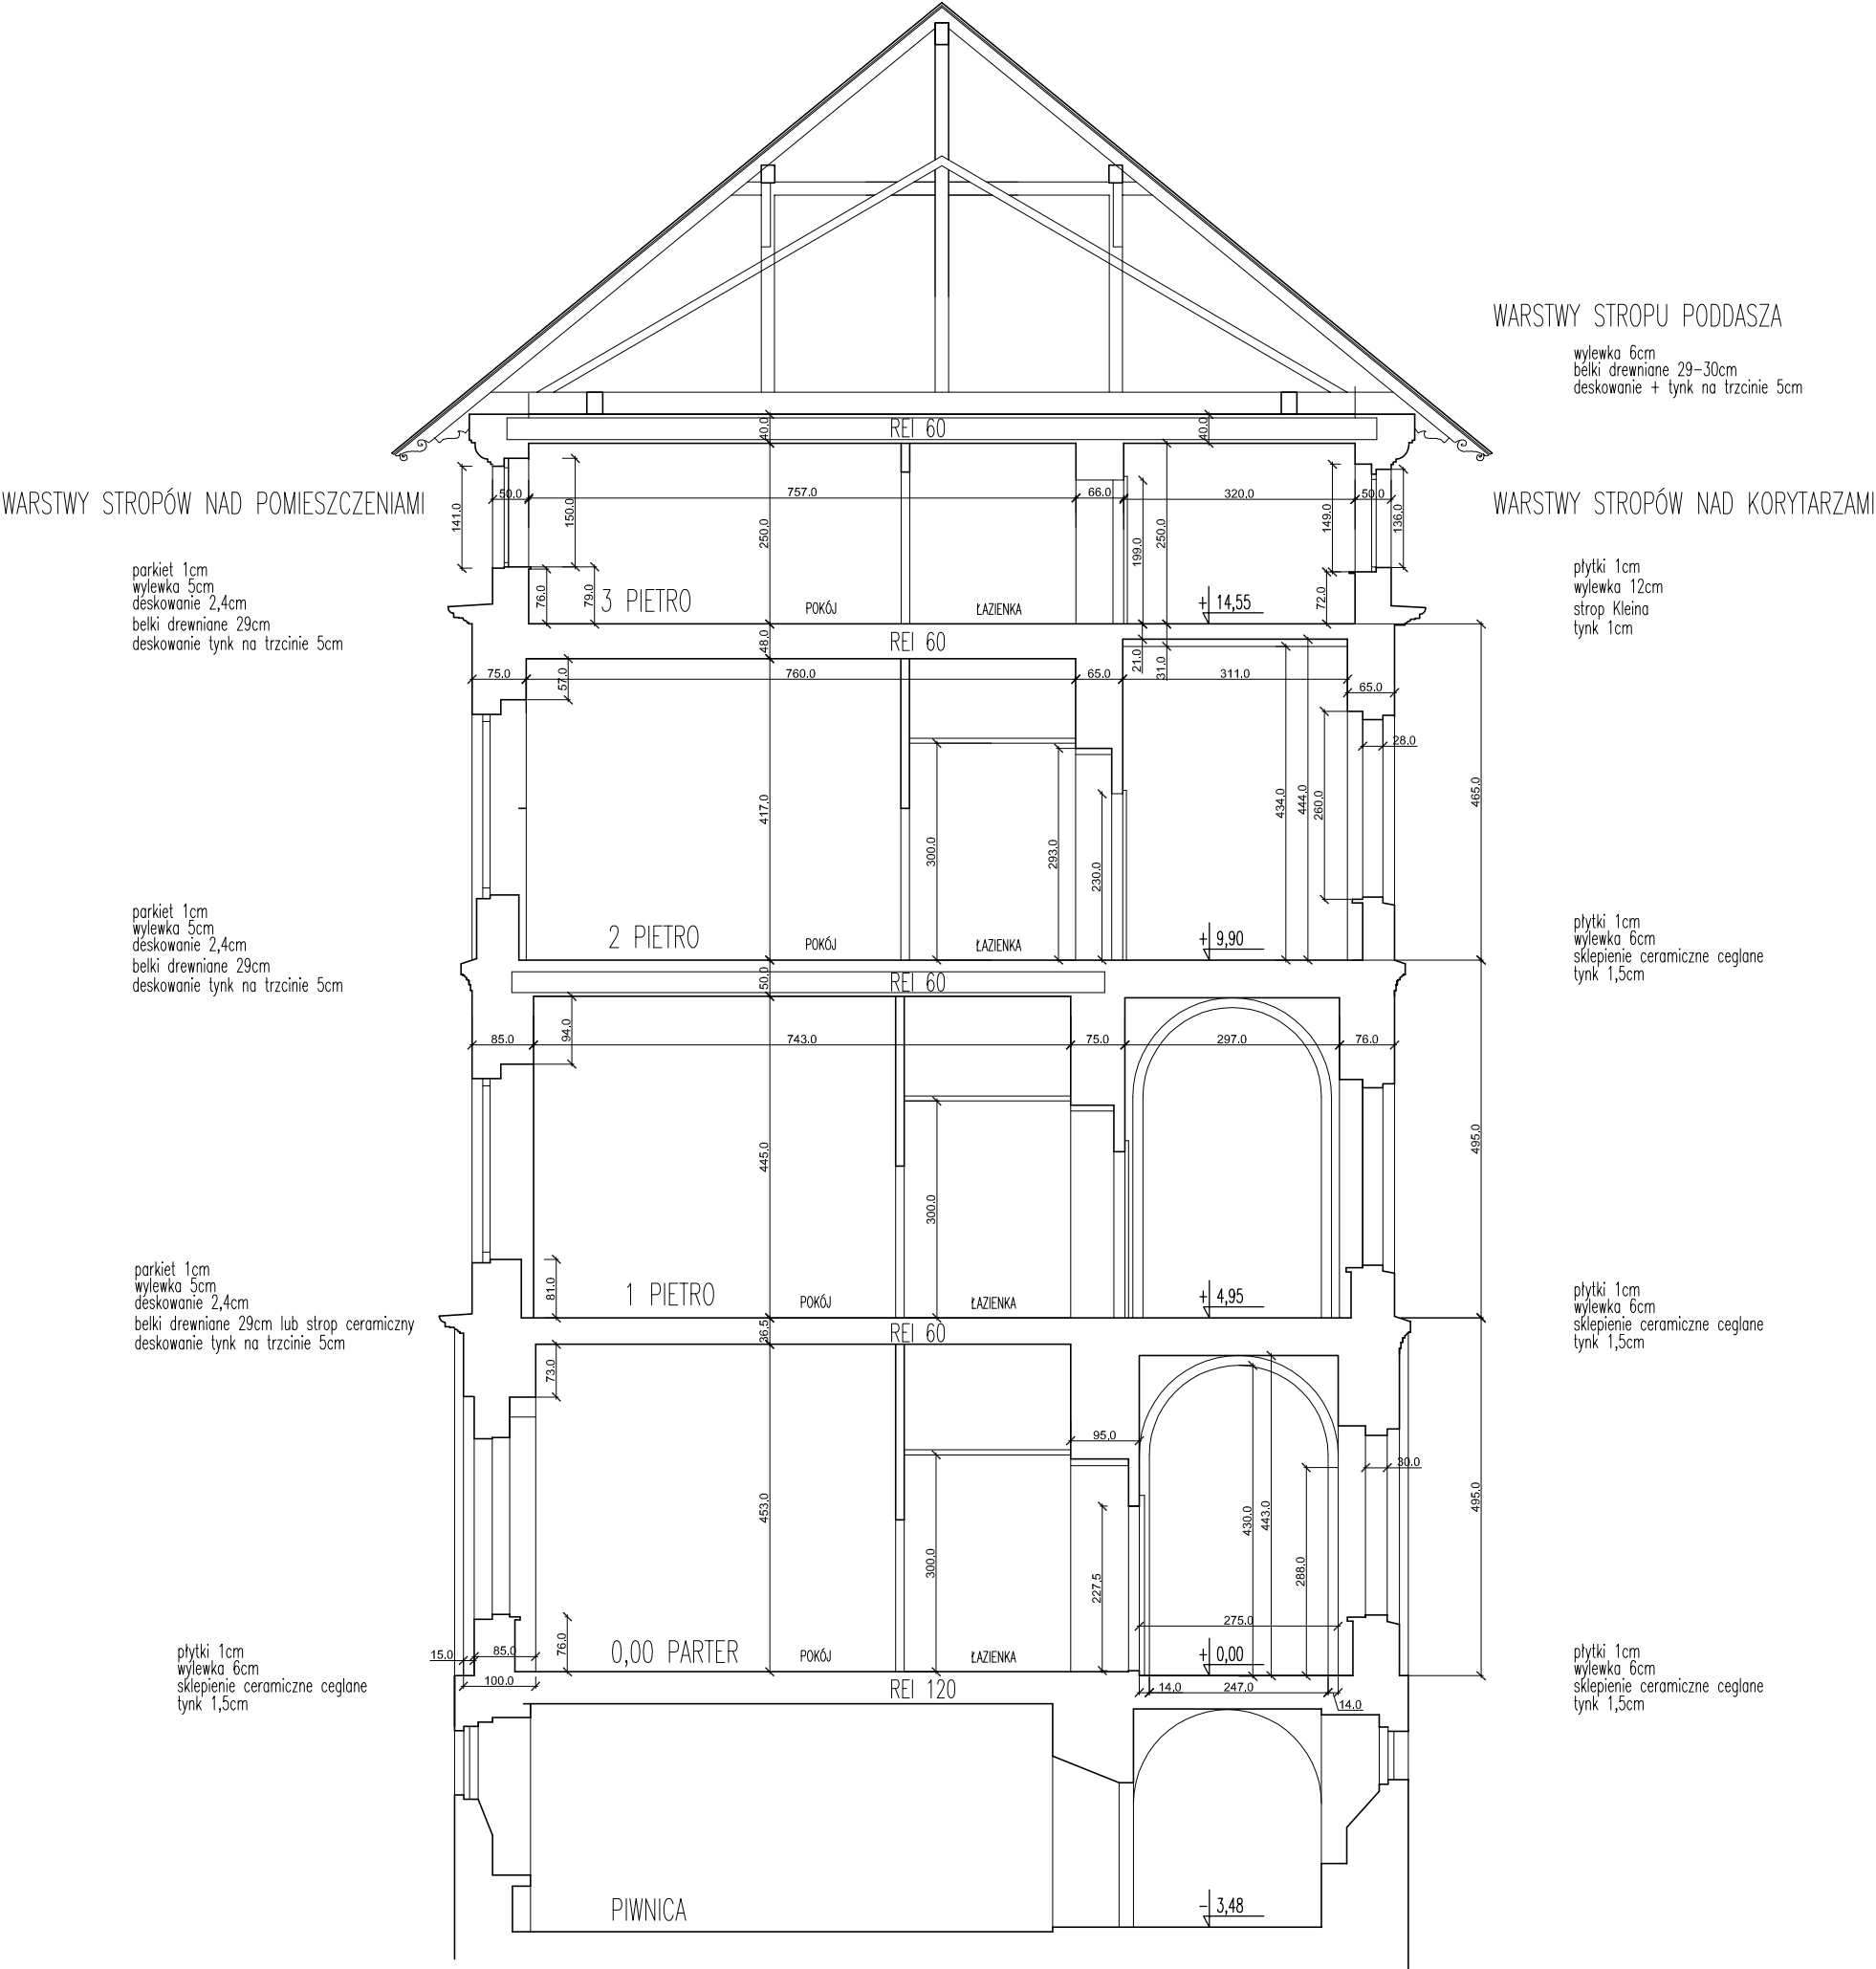 WARSTWY STROPU PODDASZA
wylewka 6cm
belki drewniane 29-30cm
deskowanie + tynk na trzcinie 5cm
REI 60
40.0
40.0
WARSTWY STROPÓW NAD POMIESZCZENIAMI
WARSTWY STROPÓW NAD KORYTARZAMI
141.0
50.0
150.0
757.0
66.0
320.0
149.0
50.0
136.0
250.0
199.0
250.0
76.0
79.0
72.0
3 PIETRO
POKÓJ
ŁAZIENKA
+ 14,55
parkiet 1cm
wylewka 5cm
deskowanie 2,4cm
belki drewniane 29cm
deskowanie tynk na trzcinie 5cm
płytki 1cm
wylewka 12cm
strop Kleina
tynk 1cm
48.0
REI 60
21.0
31.0
75.0
57.0
760.0
65.0
311.0
65.0
28.0
417.0
300.0
293.0
230.0
434.0
444.0
260.0
465.0
2 PIETRO
POKÓJ
ŁAZIENKA
+ 9,90
parkiet 1cm
wylewka 5cm
deskowanie 2,4cm
belki drewniane 29cm
deskowanie tynk na trzcinie 5cm
płytki 1cm
wylewka 6cm
sklepienie ceramiczne ceglane
tynk 1,5cm
50.0
REI 60
85.0
94.0
743.0
75.0
297.0
76.0
445.0
300.0
495.0
81.0
1 PIETRO
POKÓJ
ŁAZIENKA
+ 4,95
parkiet 1cm
wylewka 5cm
deskowanie 2,4cm
belki drewniane 29cm lub strop ceramiczny
deskowanie tynk na trzcinie 5cm
płytki 1cm
wylewka 6cm
sklepienie ceramiczne ceglane
tynk 1,5cm
36.5
REI 60
73.0
95.0
30.0
453.0
300.0
227.5
430.0
443.0
288.0
495.0
275.0
76.0
15.0
85.0
100.0
0,00 PARTER
POKÓJ
ŁAZIENKA
+ 0,00
płytki 1cm
wylewka 6cm
sklepienie ceramiczne ceglane
tynk 1,5cm
płytki 1cm
wylewka 6cm
sklepienie ceramiczne ceglane
tynk 1,5cm
REI 120
14.0
247.0
14.0
PIWNICA
- 3,48